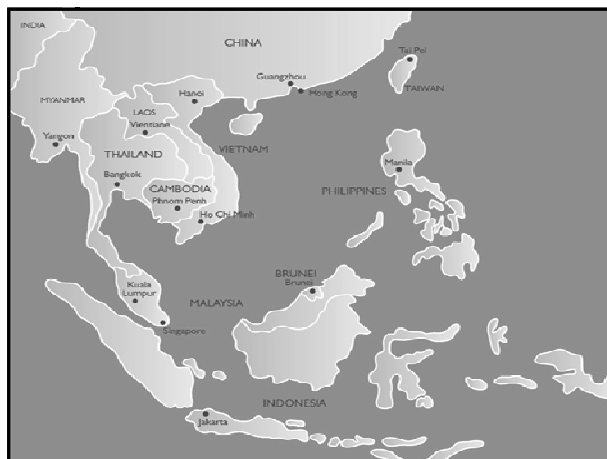 INDIA
CHINA
Tai Pei
TAIWAN
Guangzhou
Hong Kong
MYANMAR
Hanoi
LAOS
Vientiane
Yangon
THAILAND
VIETNAM
Bangkok
CAMBODIA
Phnom Penh
Ho Chi Minh
Manila
PHILIPPINES
BRUNEI
Brunei
Kuala
Lumpur
MALAYSIA
Singapore
INDONESIA
Jakarta